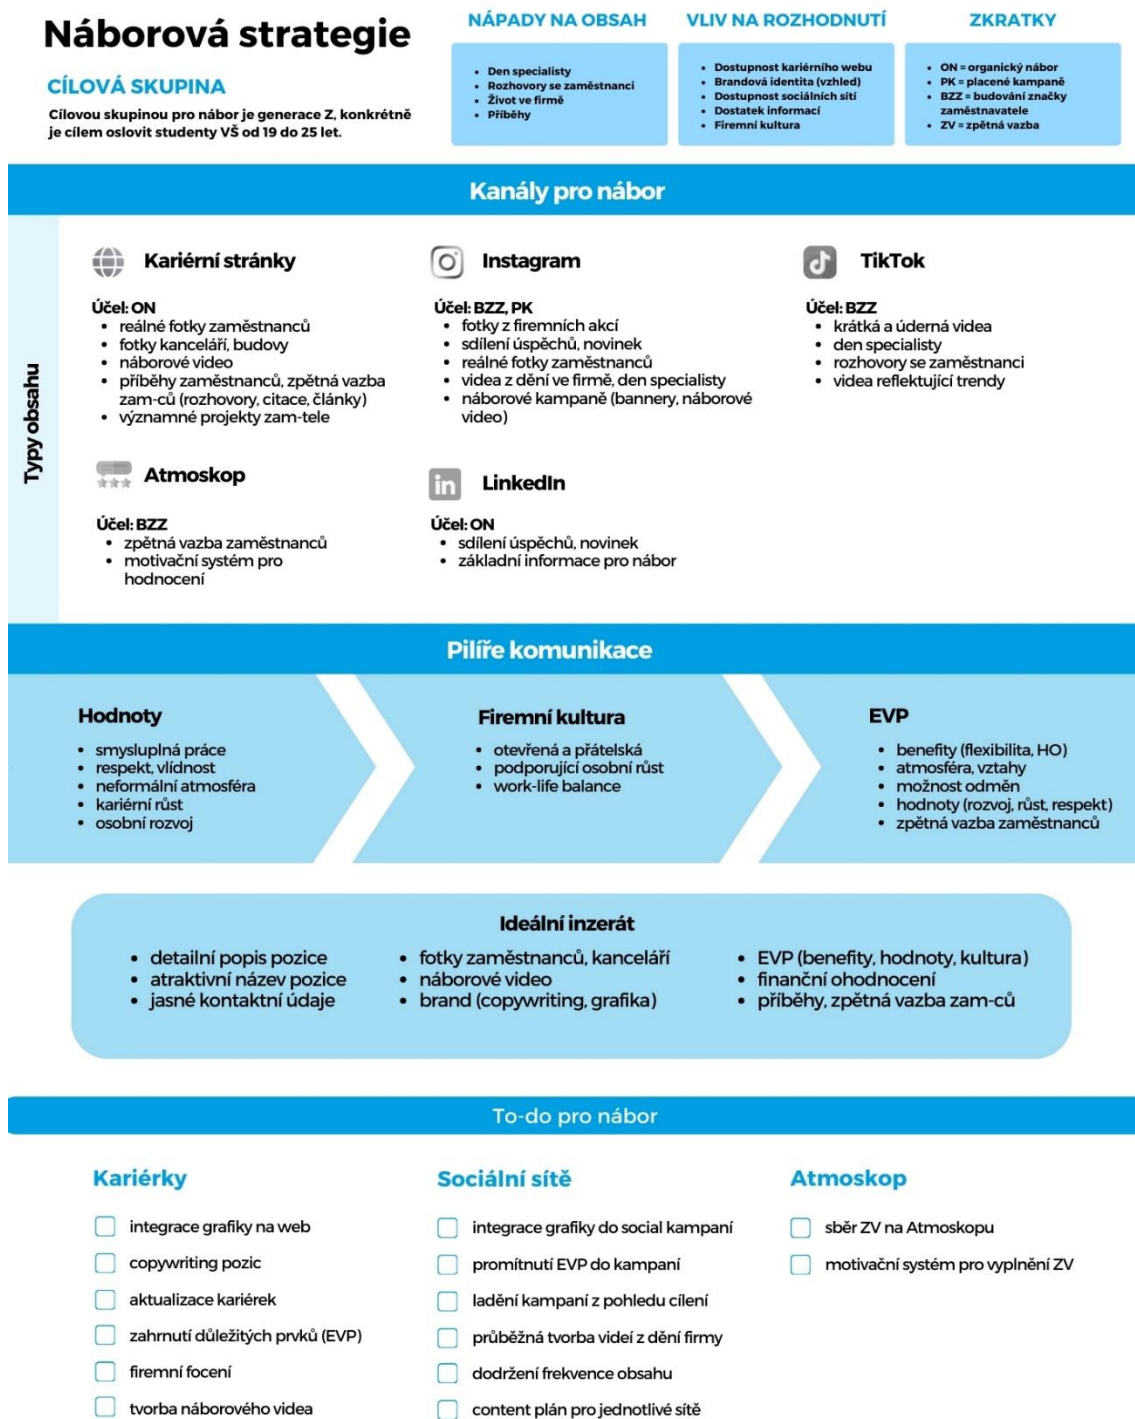 Náborová strategie
CÍLOVÁ SKUPINA
Cílovou skupinou pro nábor je generace Z, konkrétně
je cílem oslovit studenty VŠ od 19 do 25 let.
NÁPADY NA OBSAH
• Den specialisty
• Rozhovory se zaměstnanci
• Život ve firmě
• Příběhy
VLIV NA ROZHODNUTÍ
• Dostupnost kariérního webu
• Brandová identita (vzhled)
• Dostupnost sociálních sítí
• Dostatek informací
• Firemní kultura
ZKRATKY
• ON = organický nábor
• PK = placené kampaně
• BZZ = budování značky
zaměstnavatele
• ZV = zpětná vazba
Kanály pro nábor
Typy obsahu
Kariérní stránky
Účel: ON
• reálné fotky zaměstnanců
• fotky kanceláří, budovy
• náborové video
• příběhy zaměstnanců, zpětná vazba
zam-ců (rozhovory, citace, články)
• významné projekty zam-tele
Instagram
Účel: BZZ, PK
• fotky z firemních akcí
• sdílení úspěchů, novinek
• reálné fotky zaměstnanců
• videa z dění ve firmě, den specialisty
• náborové kampaně (bannery, náborové
video)
TikTok
Účel: BZZ
• krátká a úderná videa
• den specialisty
• rozhovory se zaměstnanci
• videa reflektující trendy
Atmoskop
Účel: BZZ
• zpětná vazba zaměstnanců
• motivační systém pro
hodnocení
in
LinkedIn
Účel: ON
• sdílení úspěchů, novinek
• základní informace pro nábor
Pilíře komunikace
Hodnoty
• smysluplná práce
• respekt, vlídnost
• neformální atmosféra
• kariérní růst
• osobní rozvoj
Firemní kultura
• otevřená a přátelská
• podporující osobní růst
• work-life balance
EVP
• benefity (flexibilita, HO)
• atmosféra, vztahy
• možnost odměn
• hodnoty (rozvoj, růst, respekt)
• zpětná vazba zaměstnanců
Ideální inzerát
• detailní popis pozice
• atraktivní název pozice
• jasné kontaktní údaje
• fotky zaměstnanců, kanceláří
• náborové video
• brand (copywriting, grafika)
• EVP (benefity, hodnoty, kultura)
• finanční ohodnocení
• příběhy, zpětná vazba zam-ců
To-do pro nábor
Kariérky
integrace grafiky na web
copywriting pozic
aktualizace kariérek
zahrnutí důležitých prvků (EVP)
firemní focení
tvorba náborového videa
Sociální sítě
integrace grafiky do social kampaní
promítnutí EVP do kampaní
ladění kampaní z pohledu cílení
průběžná tvorba videí z dění firmy
dodržení frekvence obsahu
content plán pro jednotlivé sítě
Atmoskop
sběr ZV na Atmoskopu
motivační systém pro vyplnění ZV